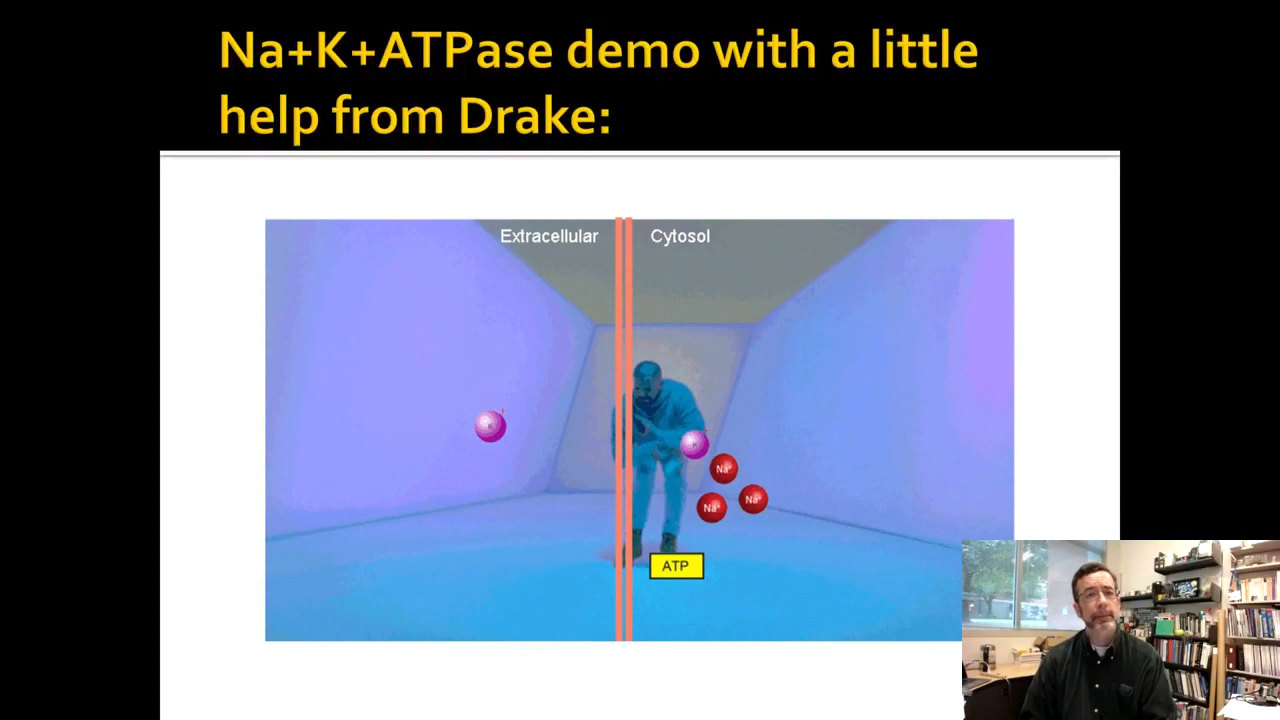 Na+K+ATPase demo with a little
help from Drake:
Extracellular
Cytosol
K
K
Na⁺
Na⁺
Na⁺
ATP